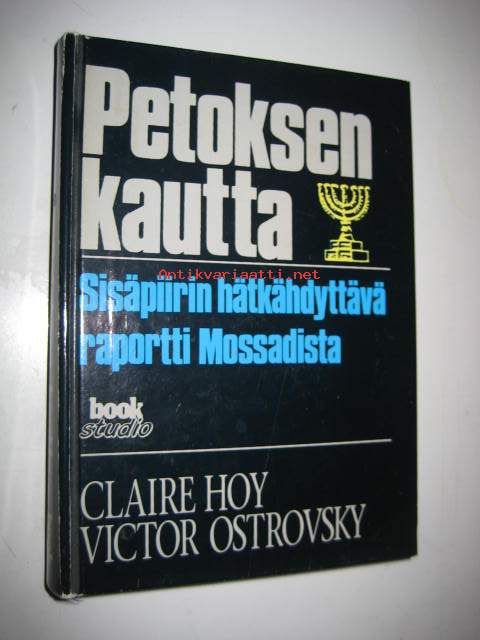 Petoksen
kautta
Antikvariaatti.net
Sisäpiirin hätkähdyttävä
raportti Mossadista
book
studio
CLAIRE HOY
VICTOR OSTROVSKY